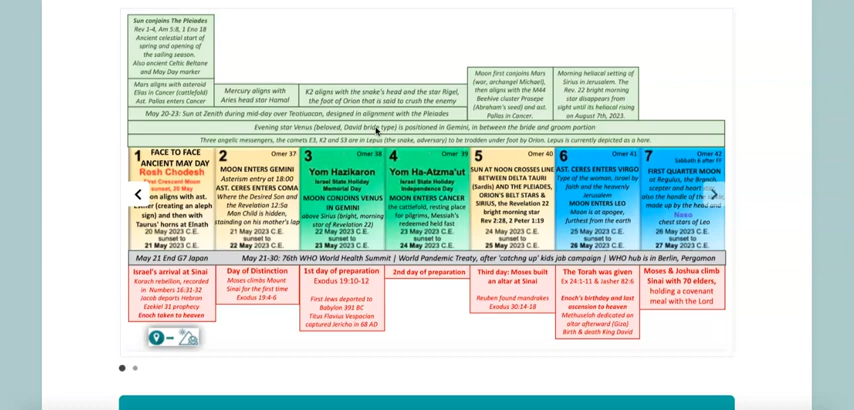 Sun conjoins The Pleiades
Rev 1-4, Am 5:8, 1 Eno 18
Ancient celestial start of
spring and opening of
the sailing season.
Also ancient Celtic Beltane
and May Day marker
Mars aligns with asteroid
Elias in Cancer (cattlefold)
Ast. Pallas enters Cancer
Mercury aligns with
Aries head star Hamal
K2 aligns with the snake's head and the star Rigel,
the foot of Orion that is said to crush the enemy
Moon first conjoins Mars
(war, archangel Michael),
then aligns with the M44
Beehive cluster Prosepe
(Abraham's seed) and ast.
Pallas in Cancer.
Morning heliacal setting of
Sirius in Jerusalem. The
Rev. 22 bright morning
star disappears from
sight until its heliacal rising
on August 7th, 2023.
May 20-23: Sun at Zenith during mid-day over Teotiuacan, designed in alignment with the Pleiades
Evening star Venus (beloved, David bride type) is positioned in Gemini, in between the bride and groom portion
Three angelic messengers, the comets E3, K2 and S3 are in Lepus (the snake, adversary) to be trodden under foot by Orion. Lepus is currently depicted as a hare.
1
FACE TO FACE
ANCIENT MAY DAY
Rosh Chodesh
First Crescent Moon
sunset, 20 May
aligns with ast.
(creating an aleph
sign) and then with
Taurus' horns at Elnath
20 May 2023 C.E.
sunset to
21 May 2023 C.E.
2
Omer 37
MOON ENTERS GEMINI
Asterism entry at 18:00
AST. CERES ENTERS COMA
Where the Desired Son and
the Revelation 12:5a
Man Child is hidden,
standing on his mother's lap
21 May 2023 C.E.
sunset to
22 May 2023 C.E.
3
Omer 38
Yom Hazikaron
Israel State Holiday
Memorial Day
MOON CONJOINS VENUS
IN GEMINI
above Sirius (bright, morning
star of Revelation 22)
22 May 2023 C.E.
sunset to
23 May 2023 C.E.
4
Omer 39
Yom Ha-Atzma'ut
Israel State Holiday
Independence Day
MOON ENTERS CANCER
the cattlefold, resting place
for pilgrims, Messiah's
redeemed held fast
23 May 2023 C.E.
sunset to
24 May 2023 C.E.
5
Omer 40
SUN AT NOON CROSSES LINE
BETWEEN DELTA TAURI
(Sardis) AND THE PLEIADES,
ORION'S BELT STARS &
SIRIUS, the Revelation 22
bright morning star
Rev 2:28, 2 Peter 1:19
24 May 2023 C.E.
sunset to
25 May 2023 C.E.
6
Omer 41
AST. CERES ENTERS VIRGO
Type of the woman, Israel by
faith and the heavenly
Jerusalem
MOON ENTERS LEO
Moon is at apogee,
furthest from the earth
25 May 2023 C.E.
sunset to
26 May 2023 C.E.
7
Omer 42
Sabbath 6 after FF
FIRST QUARTER MOON
at Regulus, the Branch,
scepter and heart
also the handle of the
made up by the head and
chest stars of Leo
26 May 2023 C.E.
sunset to
27 May 2023 C.E.
May 21 End G7 Japan
May 21-30: 76th WHO World Health Summit | World Pandemic Treaty, after 'catchng up' kids job campaign | WHO hub is in Berlin, Pergamon
Israel's arrival at Sinai
Korach rebellion, recorded
in Numbers 16:31-32
Jacob departs Hebron
Ezekiel 31 prophecy
Enoch taken to heaven
Day of Distinction
Moses climbs Mount
Sinai for the first time
Exodus 19:4-6
1st day of preparation
Exodus 19:10-12
First Jews deported to
Babylon 391 BC
Titus Flavius Vespacian
captured Jericho in 68 AD
2nd day of preparation
Third day: Moses built
an altar at Sinai
Reuben found mandrakes
Exodus 30:14-18
The Torah was given
Ex 24:1-11 & Jasher 82:6
Enoch's birthday and last
ascension to heaven
Methuselah dedicated an
altar afterward (Giza)
Birth & death King David
Moses & Joshua climb
Sinai with 70 elders,
holding a covenant
meal with the Lord